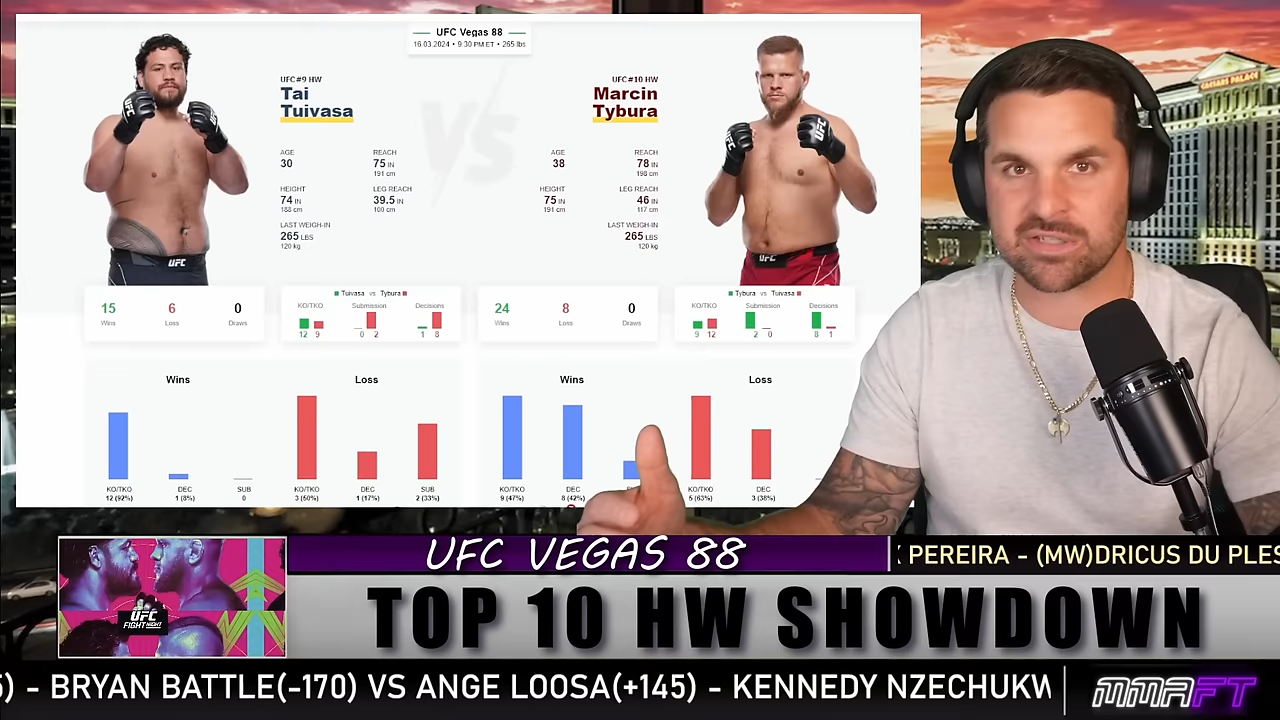 UFC Vegas 88
16.03.2024 • 9:30 PM ET • 265 lbs
UFC #9 HW
Tai
Tuivasa
AGE
30
REACH
75 IN
191 cm
HEIGHT
74 IN
188 cm
LEG REACH
39.5 IN
100 cm
LAST WEIGH-IN
265 LBS
120 kg
VS
UFC #10 HW
Marcin
Tybura
AGE
38
REACH
78 IN
198 cm
HEIGHT
75 IN
191 cm
LEG REACH
46 IN
117 cm
LAST WEIGH-IN
265 LBS
120 kg
UFC
UFC
UFC
UFC
CAESARS PALACE
15 6 0
Wins Loss Draws
Tuivasa vs Tybura
KO/TKO Submission Decisions
12 9 0 2 1 8
24 8 0
Wins Loss Draws
Tybura vs Tuivasa
KO/TKO Submission Decisions
9 12 2 0 8 1
Wins Loss Wins Loss
KO/TKO DEC SUB KO/TKO DEC SUB KO/TKO DEC KO/TKO DEC
12 (92%) 1 (8%) 0 3 (50%) 1 (17%) 2 (33%) 9 (47%) 8 (42%) 5 (63%) 3 (38%)
UFC VEGAS 88
PEREIRA - (MW)DRICUS DU PLES
UFC
FIGHT NIGHT
TOP 10 HW SHOWDOWN
) - BRYAN BATTLE(-170) VS ANGE LOOSA(+145) - KENNEDY NZECHUKW
MMAFT